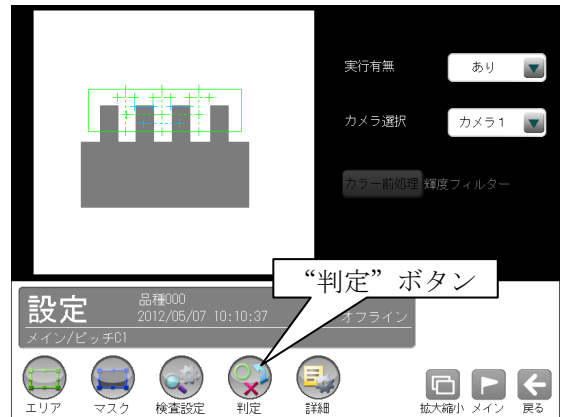 実行有無
あり
カメラ選択
カメラ1
カラー前処理 輝度フィルター
“判定” ボタン
設定
品種000
2012/05/07 10:10:37
オフライン
メイン/ピッチC1
エリア
マスク
検査設定
判定
詳細
拡大縮小
メイン
戻る